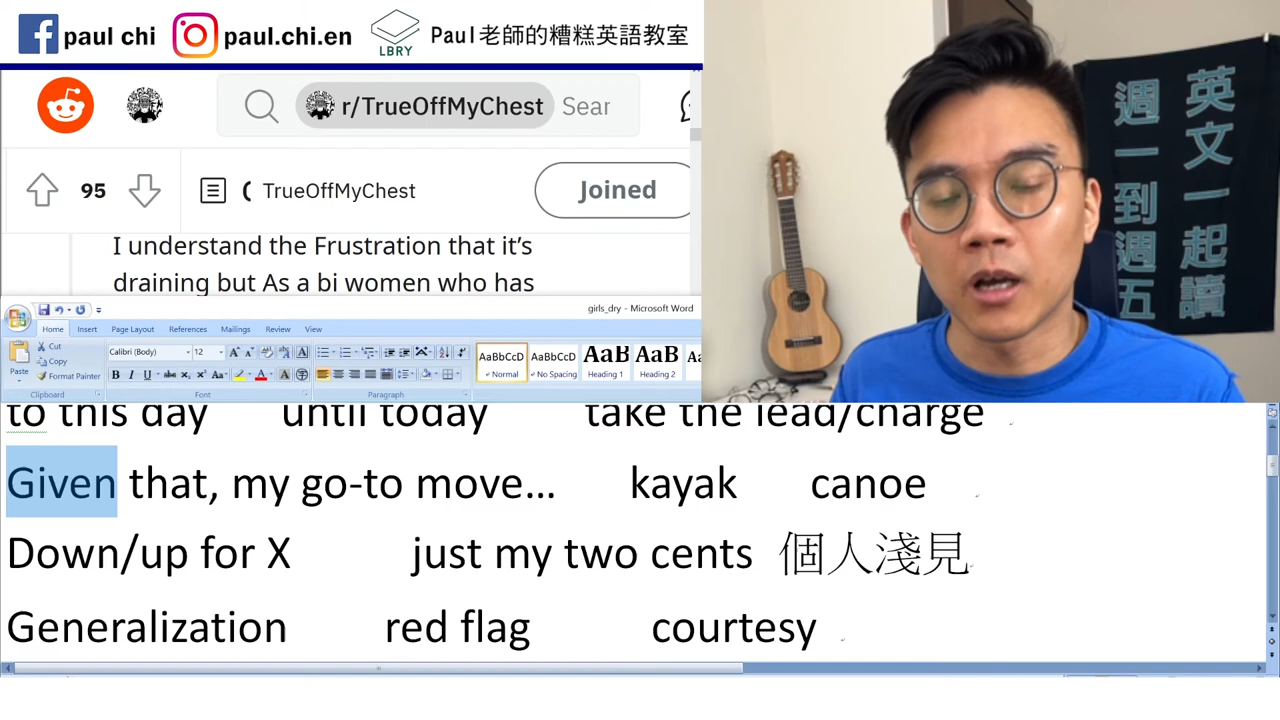 paul chi paul.chi.en LBRY Paul老師的糟糕英語教室
r/TrueOffMyChest Sear
95 ( TrueOffMyChest Joined
I understand the Frustration that it's
draining but As a bi women who has
girls_dry - Microsoft Word
Home Insert Page Layout References Mailings Review View
Paste Cut Copy Format Painter Clipboard
Calibri (Body) 12 Font
Paragraph
AaBbCcD AaBbCcD AaBb AaBb
Normal No Spacing Heading 1 Heading 2
to this day until today take the lead/charge
Given that, my go-to move... kayak canoe
Down/up for X just my two cents 個人淺見
Generalization red flag courtesy
英文一起讀
週一到週五